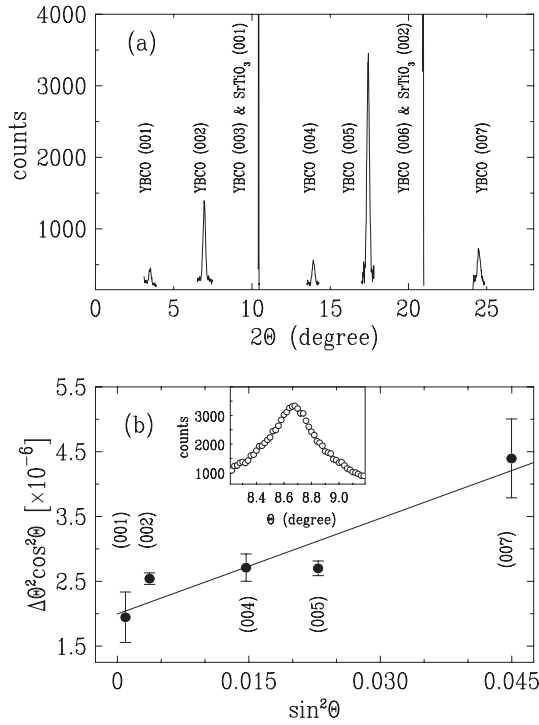 (a)
4000
3000
2000
1000
counts
YBCO (001)
YBCO (002)
YBCO (003) & SrTiO₃ (001)
YBCO (004)
YBCO (005)
YBCO (006) & SrTiO₃ (002)
YBCO (007)
0 5 10 15 20 25
2Θ (degree)
(b)
5.5
4.5
3.5
2.5
1.5
ΔΘ²cos²Θ [×10⁻⁶]
counts
3000
2000
1000
8.4 8.6 8.8 9.0
Θ (degree)
(001)
(002)
(004)
(005)
(007)
0 0.015 0.030 0.045
sin²Θ